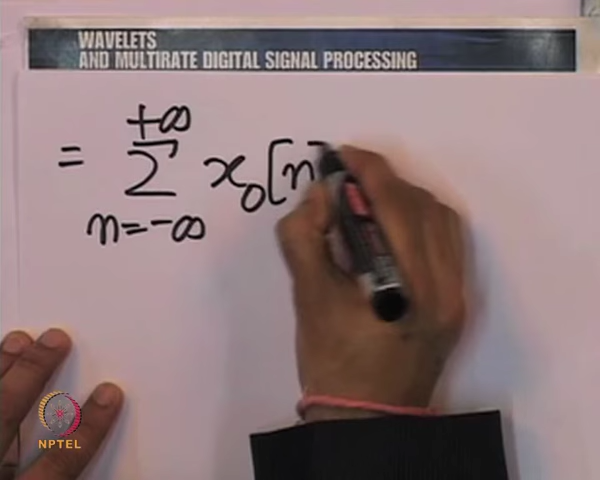 WAVELETS
AND MULTIRATE DIGITAL SIGNAL PROCESSING
+∞
= Σ x₀[n]
n=-∞
NPTEL